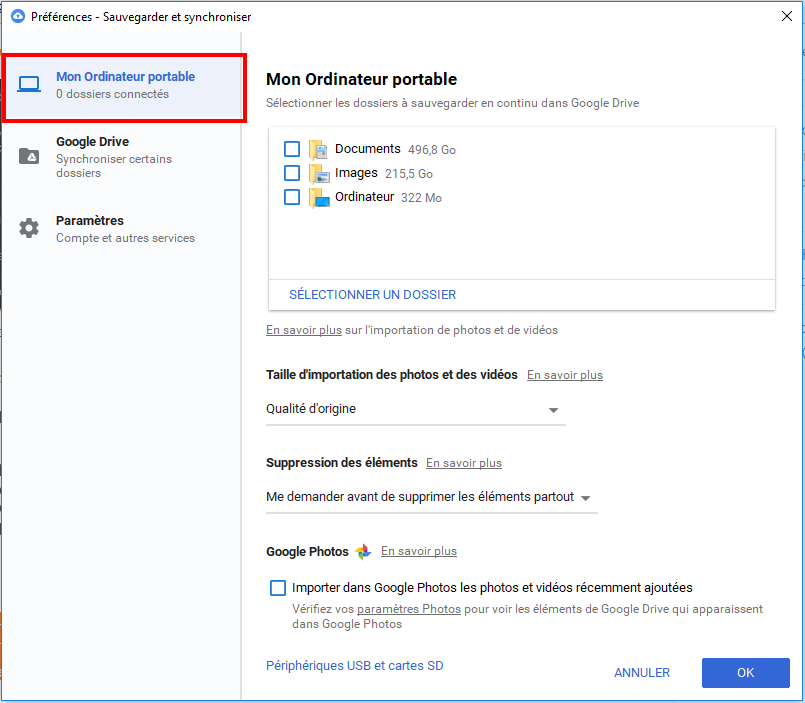 Préférences - Sauvegarder et synchroniser
Mon Ordinateur portable
0 dossiers connectés
Google Drive
Synchroniser certains
dossiers
Paramètres
Compte et autres services
Mon Ordinateur portable
Sélectionner les dossiers à sauvegarder en continu dans Google Drive
Documents 496,8 Go
Images 215,5 Go
Ordinateur 322 Mo
SÉLECTIONNER UN DOSSIER
En savoir plus sur l'importation de photos et de vidéos
Taille d'importation des photos et des vidéos En savoir plus
Qualité d'origine
Suppression des éléments En savoir plus
Me demander avant de supprimer les éléments partout
Google Photos En savoir plus
Importer dans Google Photos les photos et vidéos récemment ajoutées
Vérifiez vos paramètres Photos pour voir les éléments de Google Drive qui apparaissent
dans Google Photos
Périphériques USB et cartes SD
ANNULER
OK